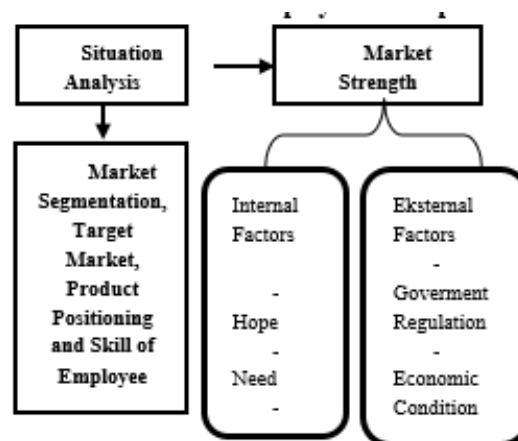 Situation
Analysis
Market
Strength
Market
Segmentation,
Target
Market,
Product
Positioning
and Skill of
Employee
Internal
Factors
-
Hope
-
Need
-
Eksternal
Factors
-
Goverment
Regulation
-
Economic
Condition